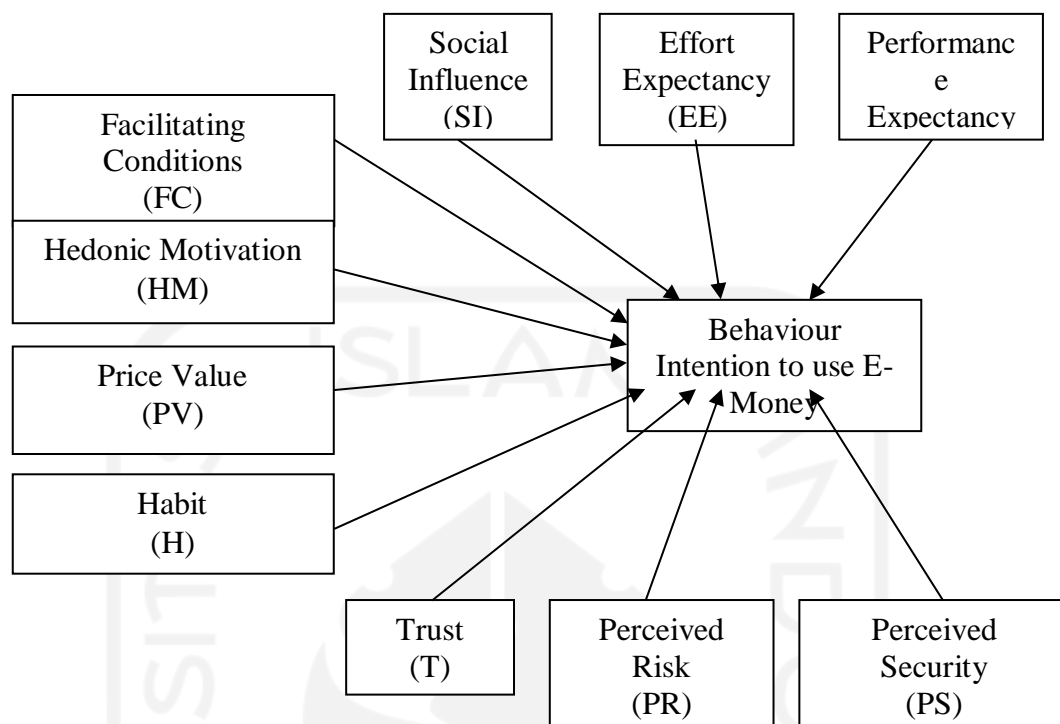 Social
Influence
(SI)
Effort
Expectancy
(EE)
Performanc
e
Expectancy
Facilitating
Conditions
(FC)
Hedonic Motivation
(HM)
Behaviour
Intention to use E-
Money
Price Value
(PV)
Habit
(H)
Trust
(T)
Perceived
Risk
(PR)
Perceived
Security
(PS)
ISLAM